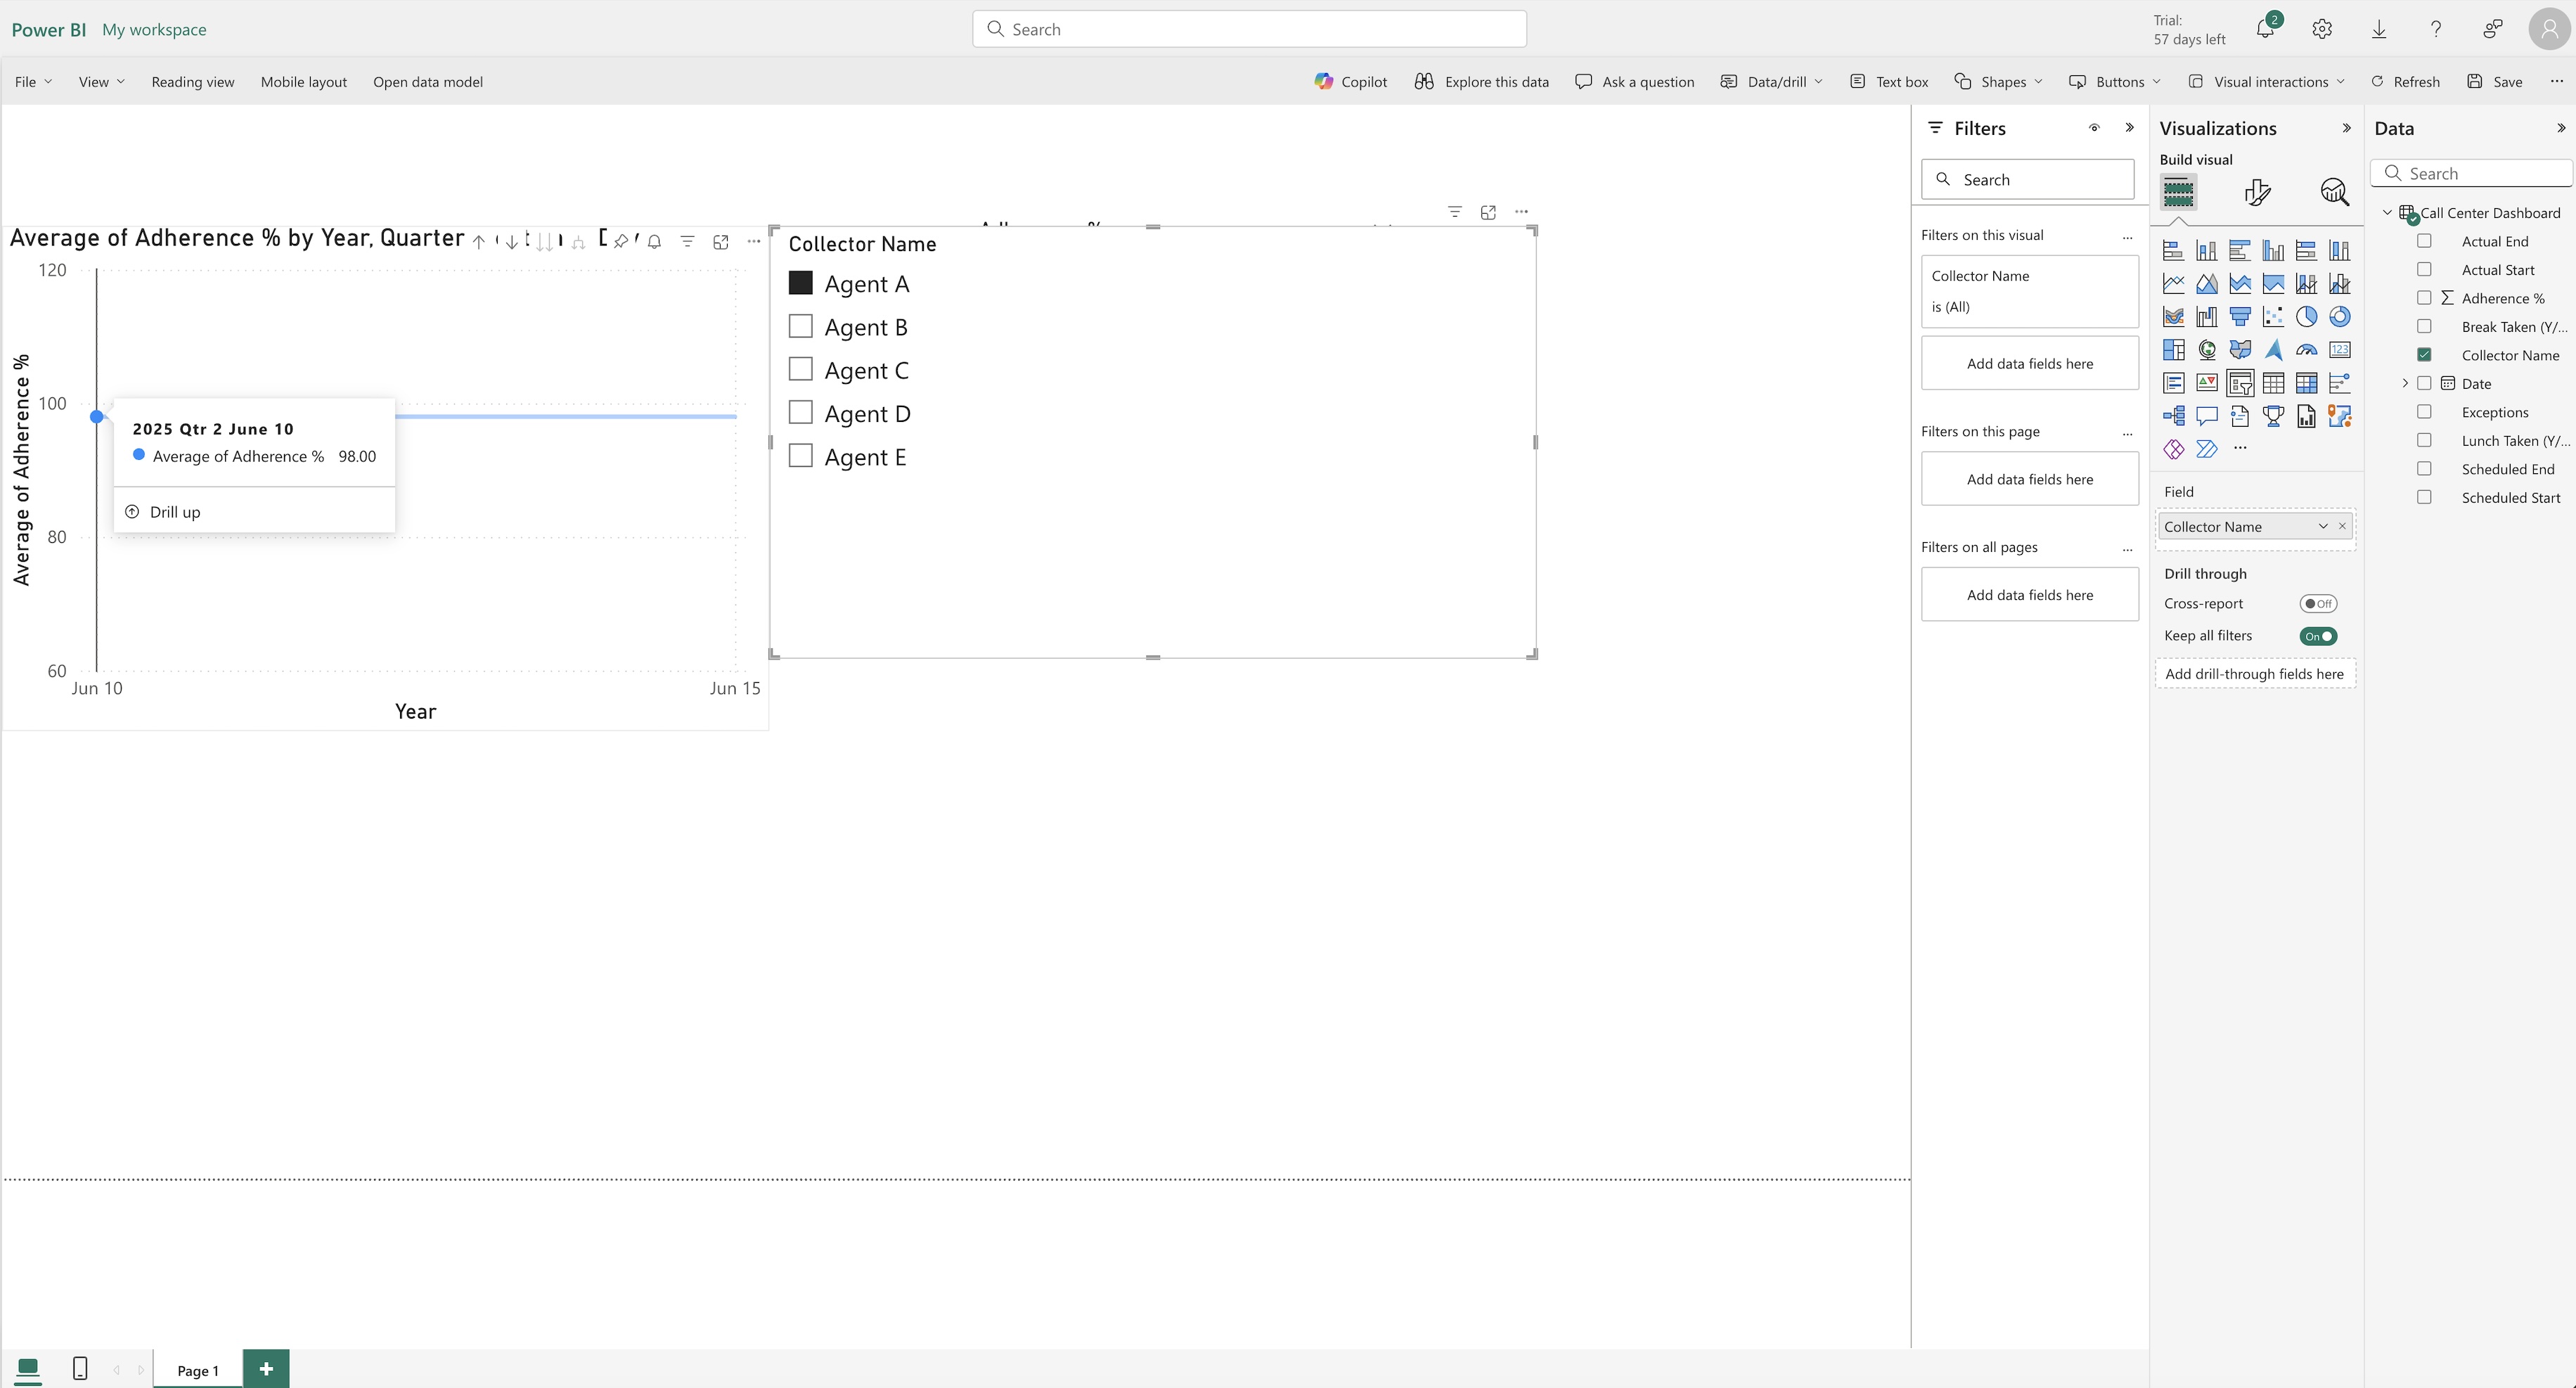 Power BI My workspace
Search
Trial:
57 days left
2
File View Reading view Mobile layout Open data model
Copilot Explore this data Ask a question Data/drill Text box Shapes Buttons Visual interactions Refresh Save
Average of Adherence % by Year, Quarter
120
100
80
60
Average of Adherence %
Jun 10
Jun 15
Year
2025 Qtr 2 June 10
Average of Adherence % 98.00
Drill up
Collector Name
Agent A
Agent B
Agent C
Agent D
Agent E
Filters
Search
Filters on this visual
...
Collector Name
is (All)
Add data fields here
Filters on this page
...
Add data fields here
Filters on all pages
...
Add data fields here
Visualizations
Build visual
123
Field
Collector Name
Drill through
Cross-report
Off
Keep all filters
On
Add drill-through fields here
Data
Search
Call Center Dashboard
Actual End
Actual Start
Adherence %
Break Taken (Y/...
Collector Name
Date
Exceptions
Lunch Taken (Y/...
Scheduled End
Scheduled Start
Page 1